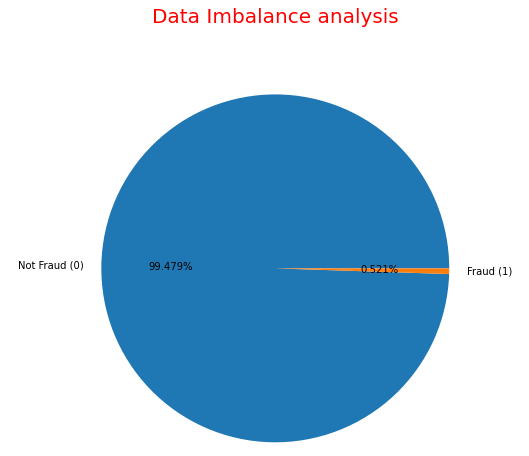 Data Imbalance analysis
Not Fraud (0)
99.479%
0.521%
Fraud (1)